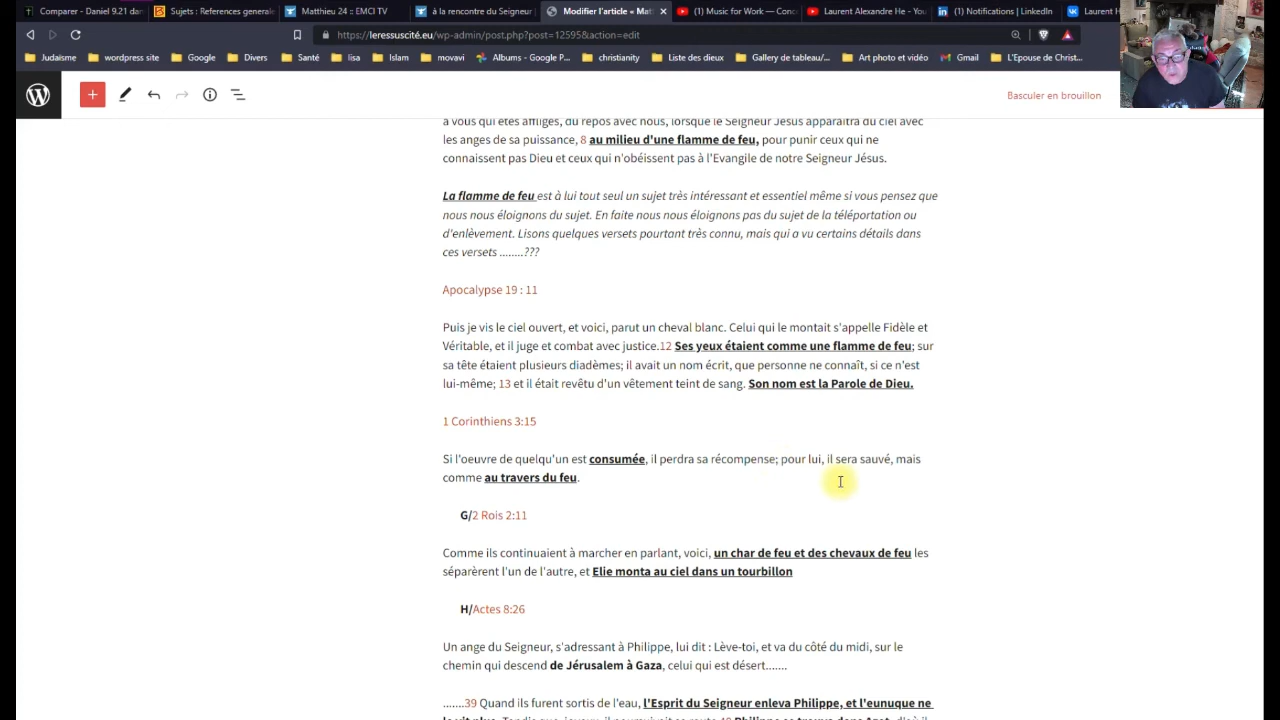 Comparer - Daniel 9.21 dan
Sujets : References generale
Matthieu 24 : EMCI TV
à la rencontre du Seigneur
Modifier l'article « Mat
(1) (Music for Work — Conc
Laurent Alexandre He - You
(1) Notifications | LinkedIn
Laurent H
https://leressuscité.eu/wp-admin/post.php?post=12595&action=edit
Judaïsme
wordpress site
Google
Divers
Santé
lisa
Islam
movavi
Albums - Google P...
christianity
Liste des dieux
Gallery de tableau/...
Art photo et vidéo
Gmail
L'Epouse de Christ...
Basculer en brouillon
à vous qui êtes affligés, du repos avec nous, lorsque le Seigneur Jésus apparaîtra du ciel avec
les anges de sa puissance, 8 au milieu d'une flamme de feu, pour punir ceux qui ne
connaissent pas Dieu et ceux qui n'obéissent pas à l'Evangile de notre Seigneur Jésus.
La flamme de feu est à lui tout seul un sujet très intéressant et essentiel même si vous pensez que
nous nous éloignons du sujet. En faite nous nous éloignons pas du sujet de la téléportation ou
d'enlèvement. Lisons quelques versets pourtant très connu, mais qui a vu certains détails dans
ces versets ........???
Apocalypse 19 : 11
Puis je vis le ciel ouvert, et voici, parut un cheval blanc. Celui qui le montait s'appelle Fidèle et
Véritable, et il juge et combat avec justice.12 Ses yeux étaient comme une flamme de feu; sur
sa tête étaient plusieurs diadèmes; il avait un nom écrit, que personne ne connaît, si ce n'est
lui-même; 13 et il était revêtu d'un vêtement teint de sang. Son nom est la Parole de Dieu.
1 Corinthiens 3:15
Si l'oeuvre de quelqu'un est consumée, il perdra sa récompense; pour lui, il sera sauvé, mais
comme au travers du feu.
G/2 Rois 2:11
Comme ils continuaient à marcher en parlant, voici, un char de feu et des chevaux de feu les
séparèrent l'un de l'autre, et Elie monta au ciel dans un tourbillon
H/Actes 8:26
Un ange du Seigneur, s'adressant à Philippe, lui dit : Lève-toi, et va du côté du midi, sur le
chemin qui descend de Jérusalem à Gaza, celui qui est désert.......
.......39 Quand ils furent sortis de l'eau, l'Esprit du Seigneur enleva Philippe, et l'eunuque ne